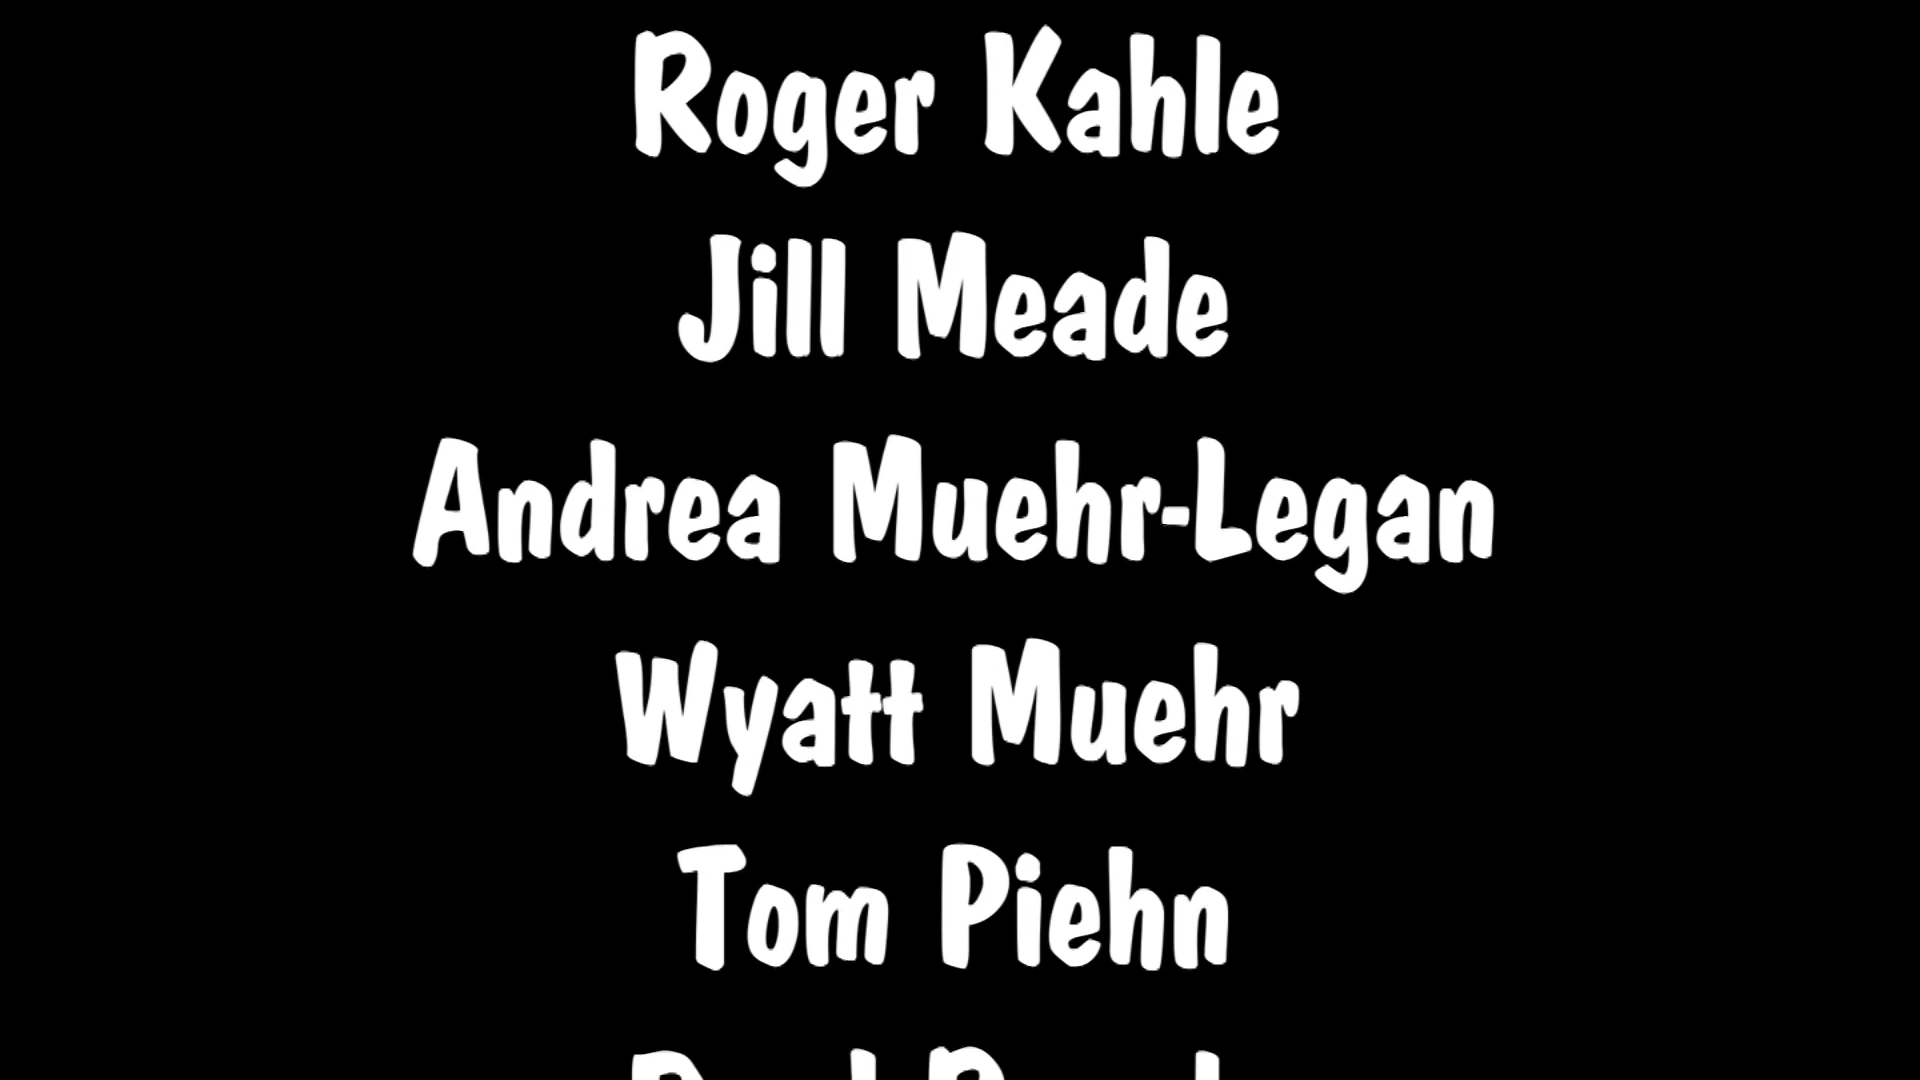 Roger Kahle
Jill Meade
Andrea Muehr-Legan
Wyatt Muehr
Tom Piehn